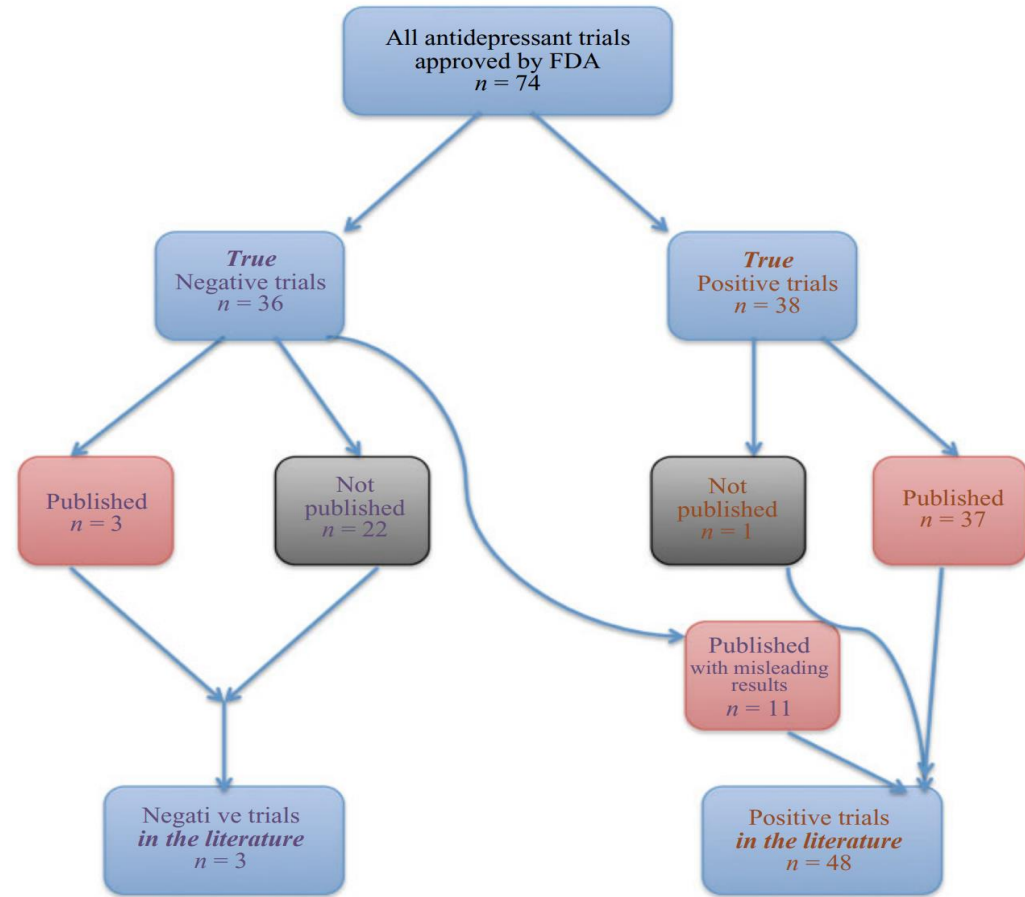 All antidepressant trials
approved by FDA
n = 74
True
Negative trials
n = 36
True
Positive trials
n = 38
Published
n = 3
Not
published
n = 22
Not
published
n = 1
Published
n = 37
Published
with misleading
results
n = 11
Negati ve trials
in the literature
n = 3
Positive trials
in the literature
n = 48